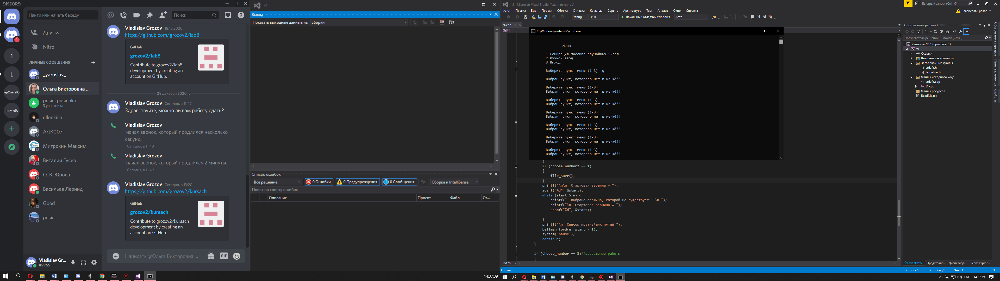 DISCORD
Найти или начать беседу
Друзья
Nitro
ЛИЧНЫЕ СООБЩЕНИЯ
_yaroslav_
Ольга Викторовна ...
pusic, pusichka
3 участника
ellenkish
ArtK007
Митрохин Максим
Виталий Гусев
О. В. Юрова
Васильев Леонид
Good
pusic
1
1
L
ерОльгаЮ
типучеба
Vladislav Gr...
#7765
Поиск
Vladislav Grozov 18.12.2020
https://github.com/grozov2/lab8
GitHub
grozov2/lab8
Contribute to grozov2/lab8
development by creating an
account on GitHub.
28 декабря 2020 г.
Vladislav Grozov Сегодня, в 11:47
Здравствуйте, можно ли вам работу сдать?
Vladislav Grozov
начал звонок, который продлился несколько
секунд.
Сегодня, в 11:49
Vladislav Grozov
начал звонок, который продлился 2 минуты.
Сегодня, в 11:49
Vladislav Grozov Сегодня, в 13:20
https://github.com/grozov2/kursach
GitHub
grozov2/kursach
Contribute to grozov2/kursach
development by creating an
account on GitHub.
Написать @Ольга Викторовна ...
GIF
t1
Вывод
Показать выходные данные из: сборки
Список ошибок
Все решение
0 Ошибки
0 Предупреждения
0 Сообщения
Сборка и IntelliSense
Поиск по списку ошибок
Описание Проект Файл Ст...
14:37:39
t1 - Microsoft Visual Studio (Администратор)
Быстрый запуск (Ctrl+Q)
Файл Правка Вид Проект Сборка Отладка Команда Сервис Архитектура Тест Анализ Окно Справка
Владислав Грозов
Debug x86 Локальный отладчик Windows Авто
t1.cpp
t1
C:\Windows\system32\cmd.exe
Меню
1.Генирация массива случайных чисел
2.Ручной ввод
3.Выход
Выберите пункт меню (1-3): q
Выбран пункт, которого нет в меню!!!
Выберите пункт меню (1-3):
Выбран пункт, которого нет в меню!!!
Выберите пункт меню (1-3):
Выбран пункт, которого нет в меню!!!
Выберите пункт меню (1-3):
Выбран пункт, которого нет в меню!!!
Выберите пункт меню (1-3):
Выбран пункт, которого нет в меню!!!
Выберите пункт меню (1-3):
Выбран пункт, которого нет в меню!!!
Выберите пункт меню (1-3):
Выбран пункт, которого нет в меню!!!
}
if (choose_number2 == 1)
{
file_save();
}
printf("\n\n  Стартовая вершина = ");
scanf("%d", &start);
while (start > n) {
printf("  Выбрана вершина, которой не существует!!!\n ");
printf("\n  Стартовая вершина = ");
scanf("%d", &start);
}
printf("\n  Список кратчайших путей:");
bellman_ford(n, start - 1);
system("pause");
continue;
}
if (choose_number == 3)//завершение работы
{
110 %
Обозреватель решений
Обозреватель решений — поиск (Ctrl+;)
Решение "t1" (проектов: 1)
t1
Ссылки
Внешние зависимости
Заголовочные файлы
stdafx.h
targetver.h
Файлы исходного кода
stdafx.cpp
t1.cpp
Файлы ресурсов
ReadMe.txt
Обозреватель серверов
Панель элементов
Свойства
Обозревате... Представле... Диспетчер... Team Explor...
Готово
Строка 1 Столбец 1 Знак 1 ВСТ
ENG 14:37:39